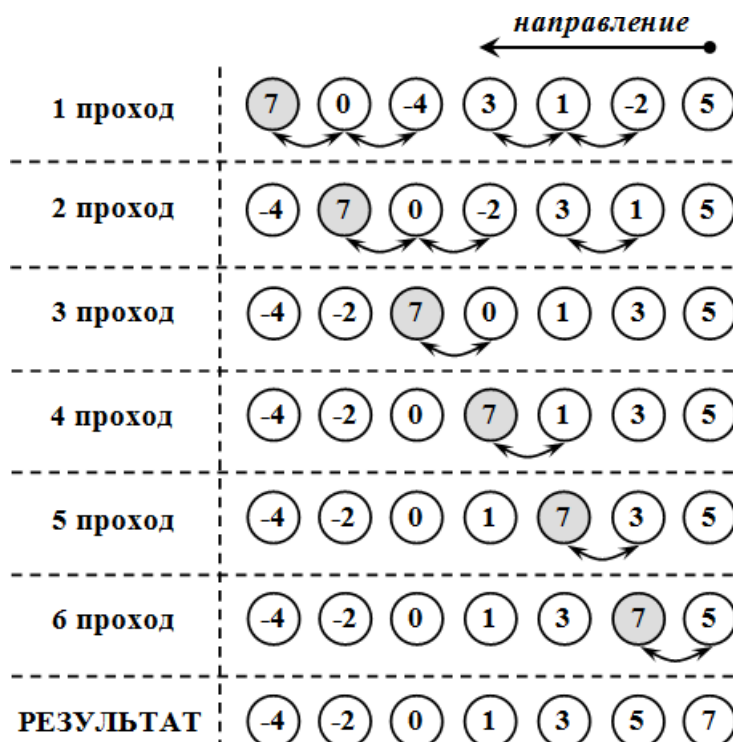 направление
1 проход 7 0 -4 3 1 -2 5
2 проход -4 7 0 -2 3 1 5
3 проход -4 -2 7 0 1 3 5
4 проход -4 -2 0 7 1 3 5
5 проход -4 -2 0 1 7 3 5
6 проход -4 -2 0 1 3 7 5
РЕЗУЛЬТАТ -4 -2 0 1 3 5 7